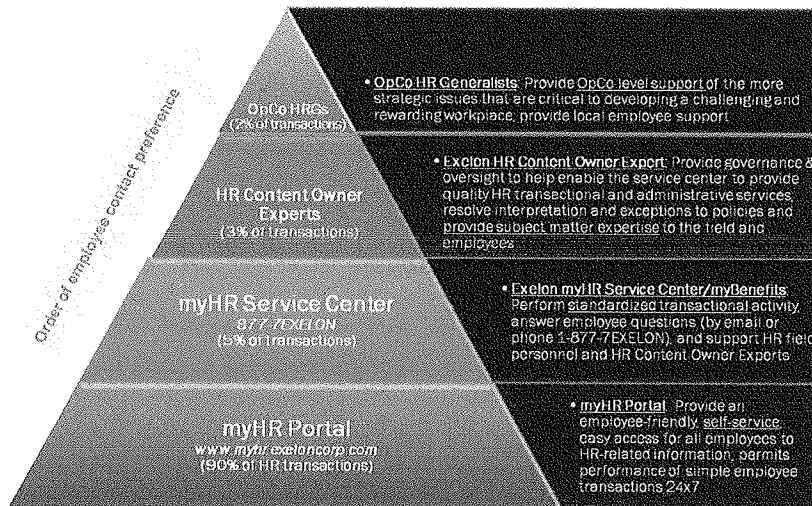 Order of employee contact preference
OpCo HRGs
(2% of transactions)
HR Content Owner
Experts
(3% of transactions)
myHR Service Center
877-7EXELON
(5% of transactions)
myHR Portal
www.myhr.exeloncorp.com
(90% of HR transactions)
• OpCo HR Generalists: Provide OpCo level support of the more
strategic issues that are critical to developing a challenging and
rewarding workplace, provide local employee support
• Exelon HR Content Owner Expert: Provide governance &
oversight to help enable the service center to provide
quality HR transactional and administrative services,
resolve interpretation and exceptions to policies and
provide subject matter expertise to the field and
employees
• Exelon myHR Service Center/myBenefits:
Perform standardized transactional activity,
answer employee questions (by email or
phone 1-877-7EXELON), and support HR field
personnel and HR Content Owner Experts
• myHR Portal: Provide an
employee-friendly, self-service,
easy access for all employees to
HR-related information, permits
performance of simple employee
transactions 24x7